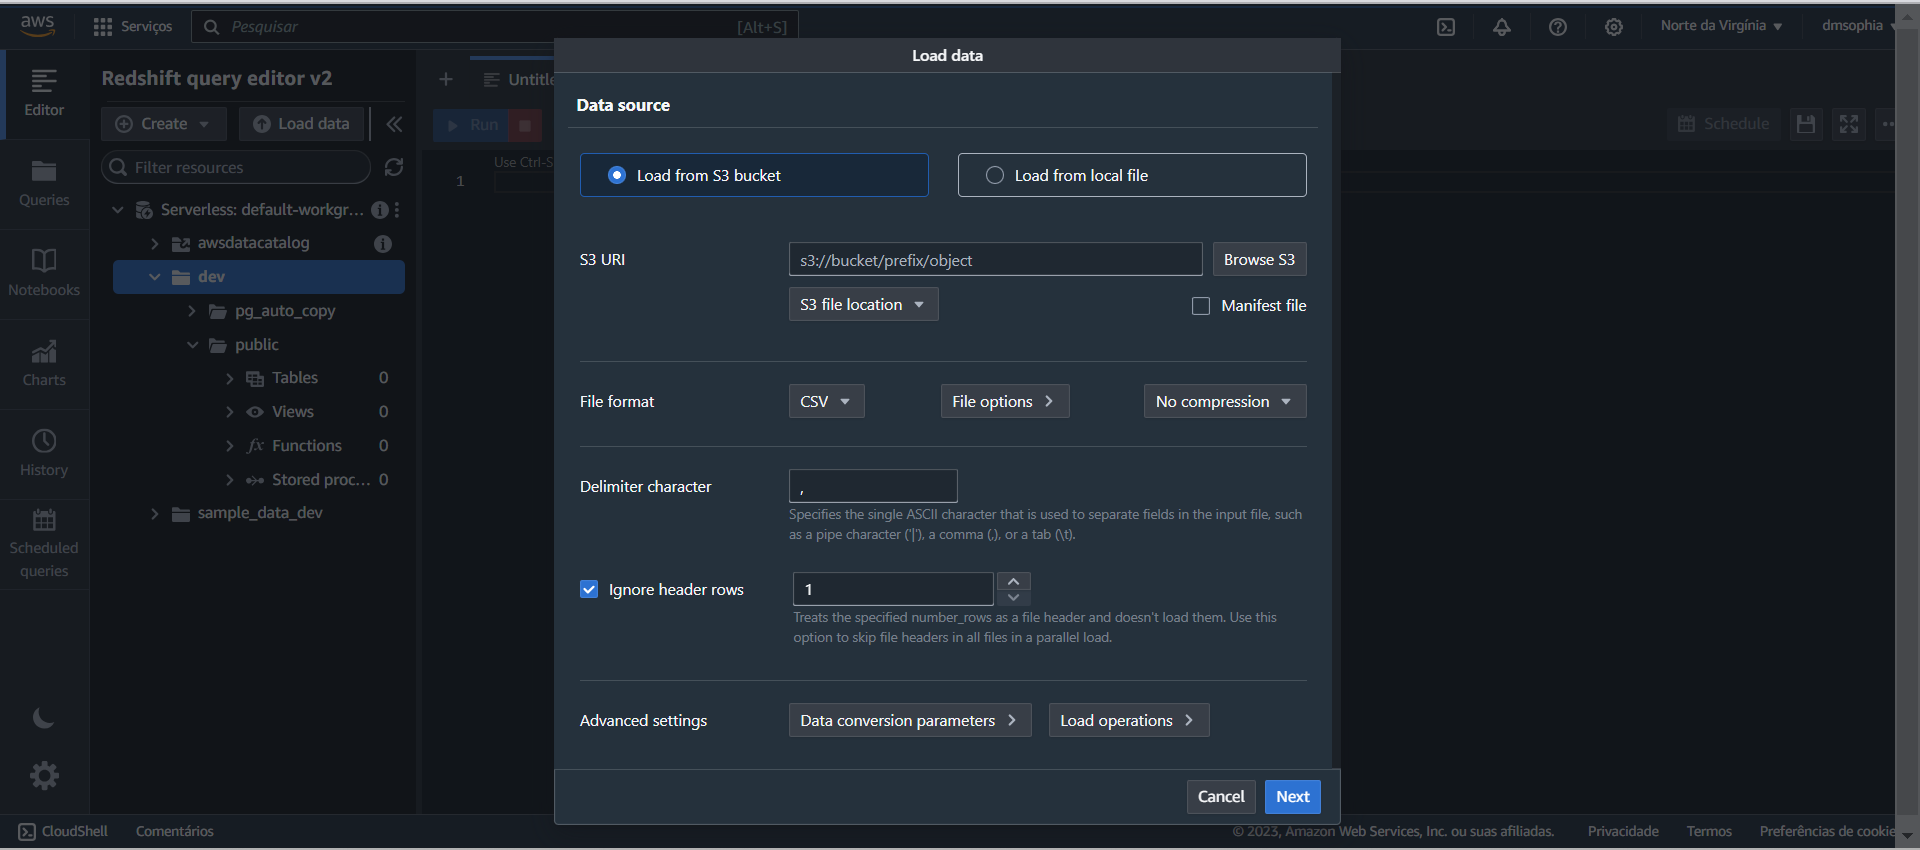 aws
Serviços
Pesquisar
[Alt+S]
Norte da Virgínia
dmsophia
Editor
Queries
Notebooks
Charts
History
Scheduled
queries
Redshift query editor v2
Create
Load data
Filter resources
Serverless: default-workgr...
awsdatacatalog
dev
pg_auto_copy
public
Tables 0
Views 0
fx Functions 0
Stored proc... 0
sample_data_dev
Untitle
Run
Schedule
Use Ctrl-S
1
Load data
Data source
Load from S3 bucket
Load from local file
S3 URI
s3://bucket/prefix/object
Browse S3
S3 file location
Manifest file
File format
CSV
File options
No compression
Delimiter character
,
Specifies the single ASCII character that is used to separate fields in the input file, such
as a pipe character ('|'), a comma (,), or a tab (\t).
Ignore header rows
1
Treats the specified number_rows as a file header and doesn't load them. Use this
option to skip file headers in all files in a parallel load.
Advanced settings
Data conversion parameters
Load operations
Cancel
Next
CloudShell
Comentários
© 2023, Amazon Web Services, Inc. ou suas afiliadas.
Privacidade
Termos
Preferências de cookie